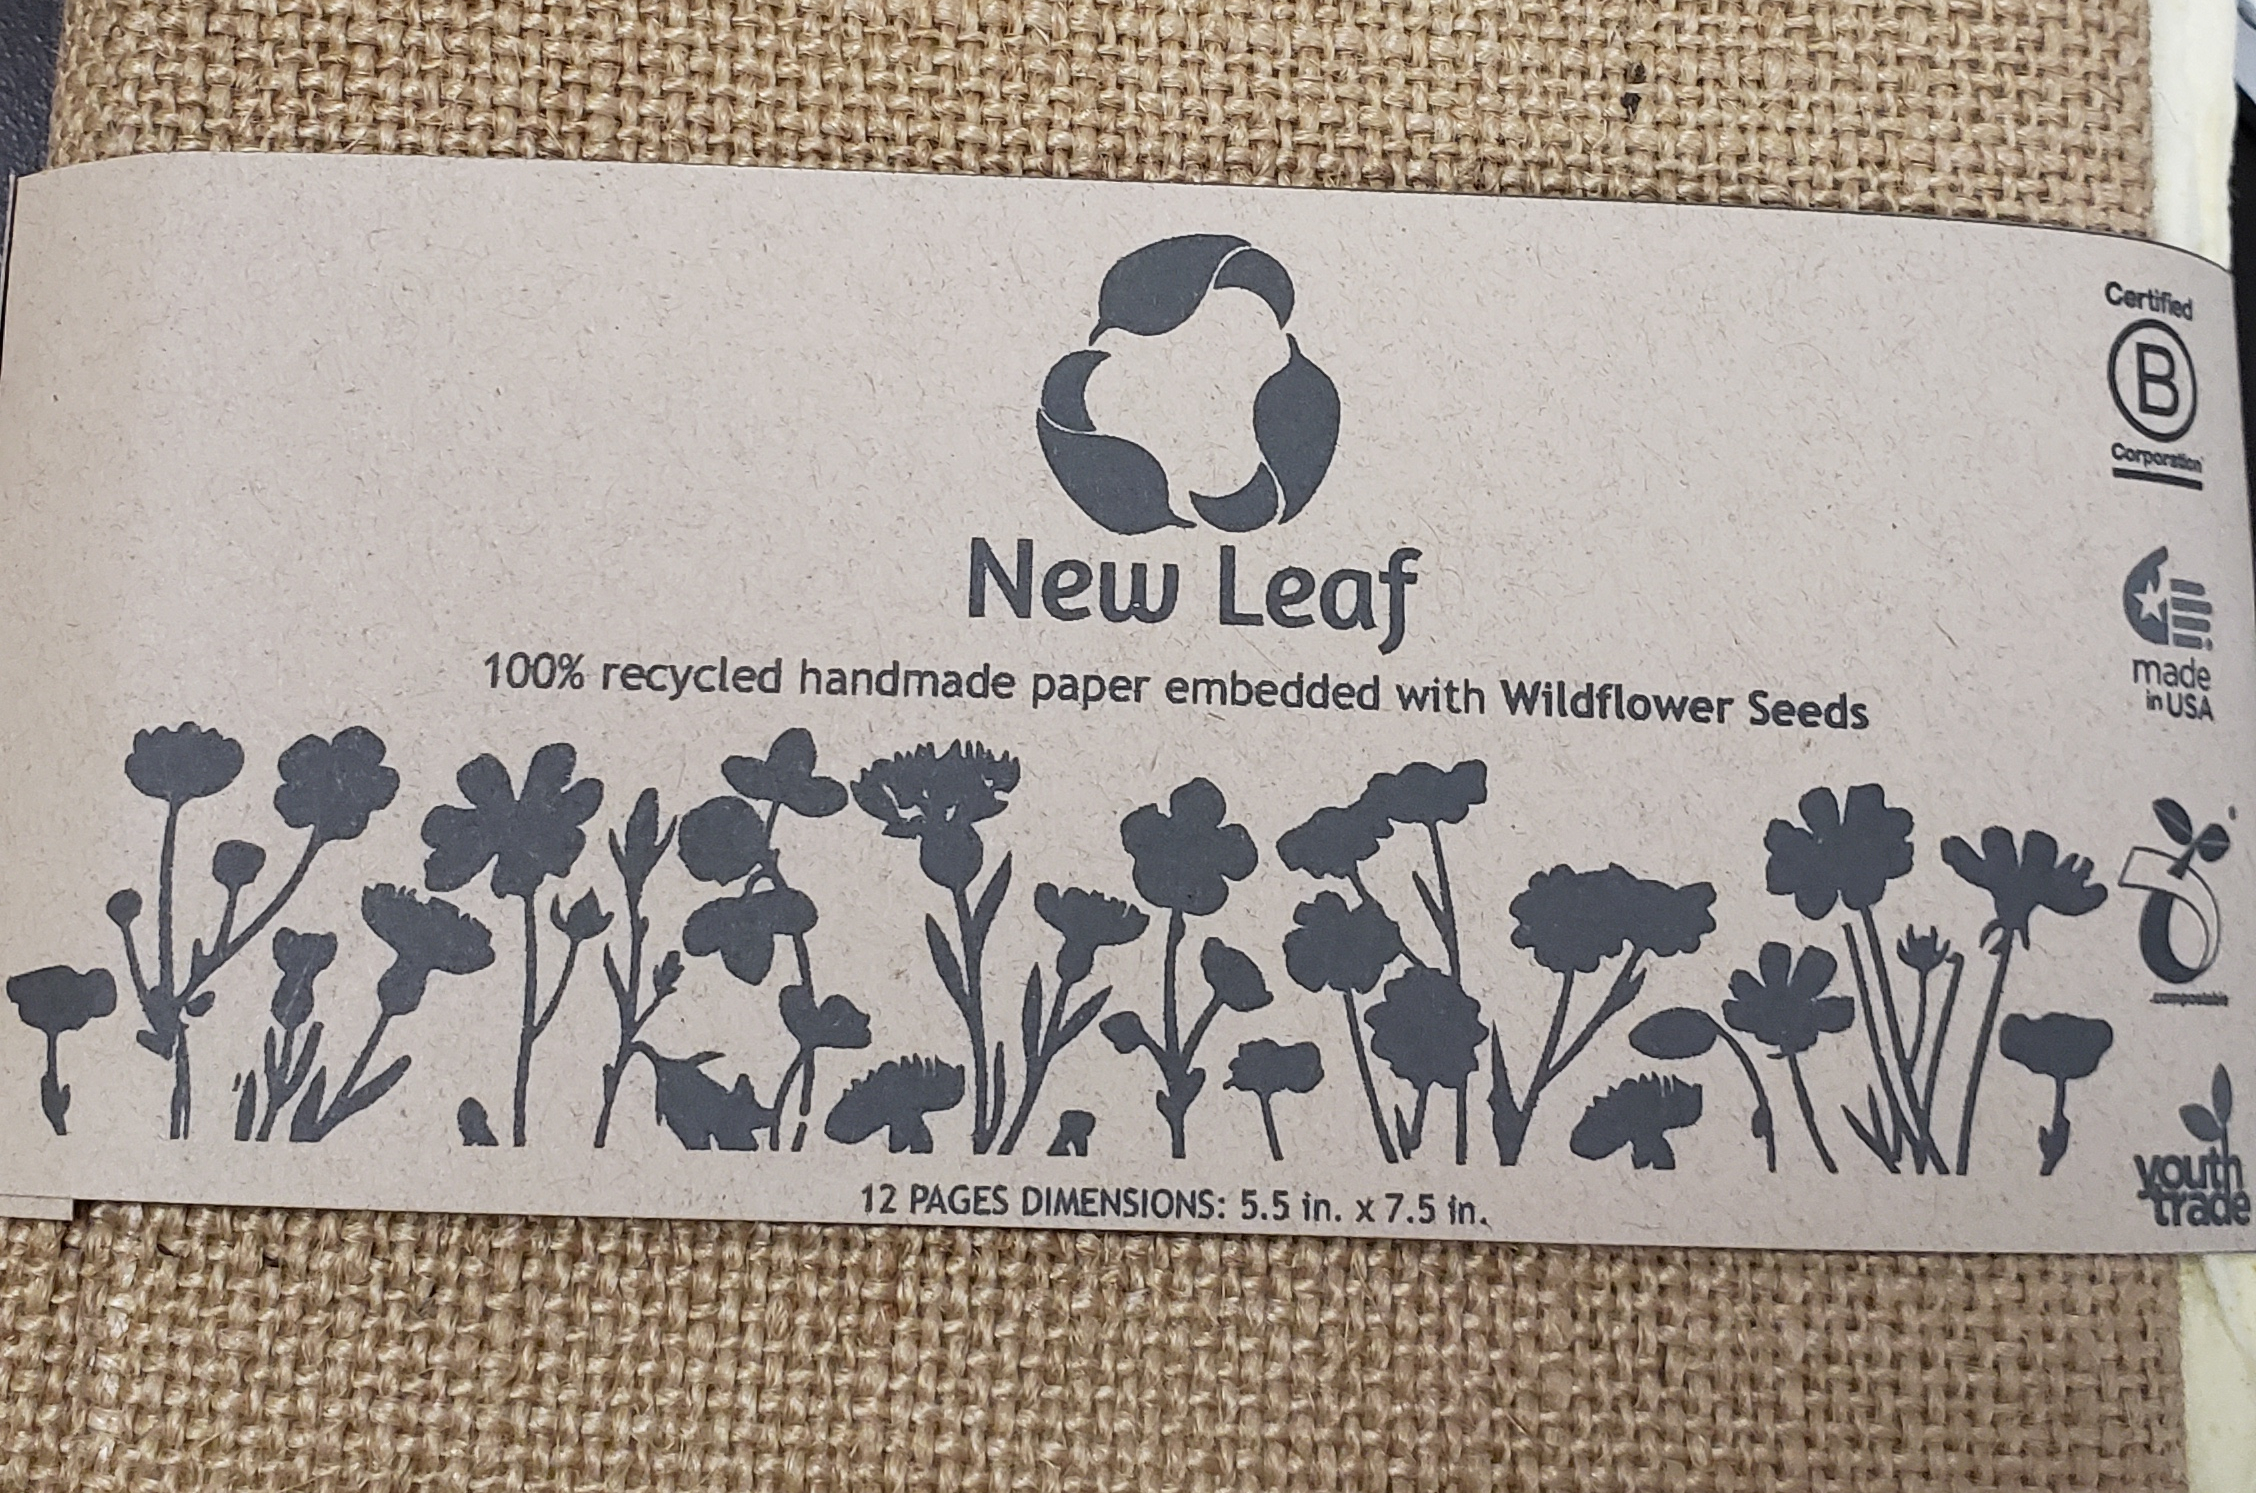 New Leaf
100% recycled handmade paper embedded with Wildflower Seeds
12 PAGES DIMENSIONS: 5.5 in. x 7.5 in.
Certified
B
Corporation
made
in USA
compostable
youth
trade